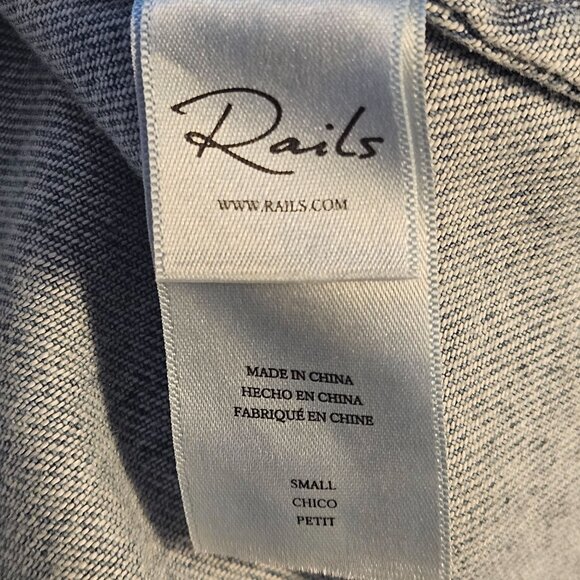 Rails
WWW.RAILS.COM
MADE IN CHINA
HECHO EN CHINA
FABRIQUÉ EN CHINE
SMALL
CHICO
PETIT